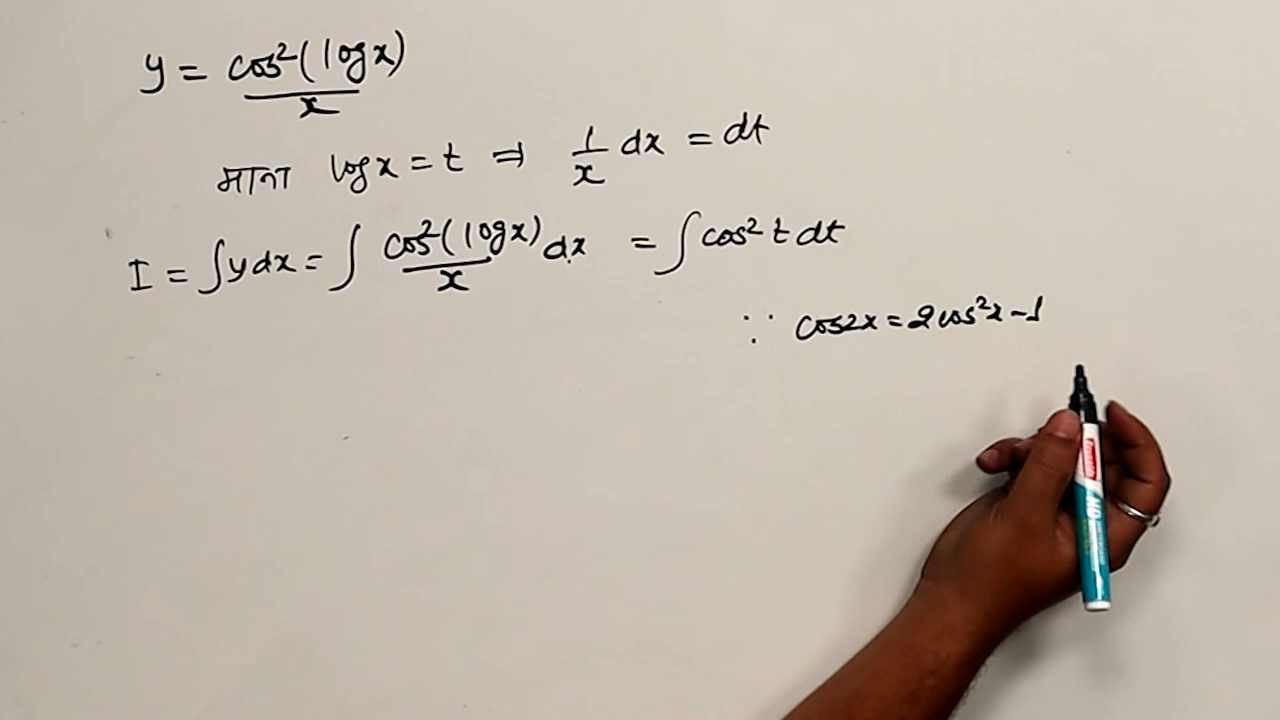 y = cos²(log x) / x
माना log x = t ⇒ 1/x dx = dt
I = ∫y dx = ∫ cos²(log x) / x dx = ∫ cos² t dt
∵ cos2x = 2cos²x - 1